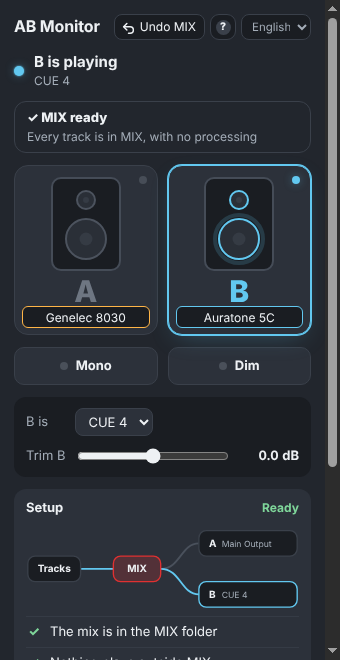 AB Monitor
Undo MIX
?
English
B is playing
CUE 4
✓ MIX ready
Every track is in MIX, with no processing
A
Genelec 8030
B
Auratone 5C
Mono
Dim
B is
CUE 4
Trim B
0.0 dB
Setup
Ready
A Main Output
Tracks
MIX
B CUE 4
✓ The mix is in the MIX folder